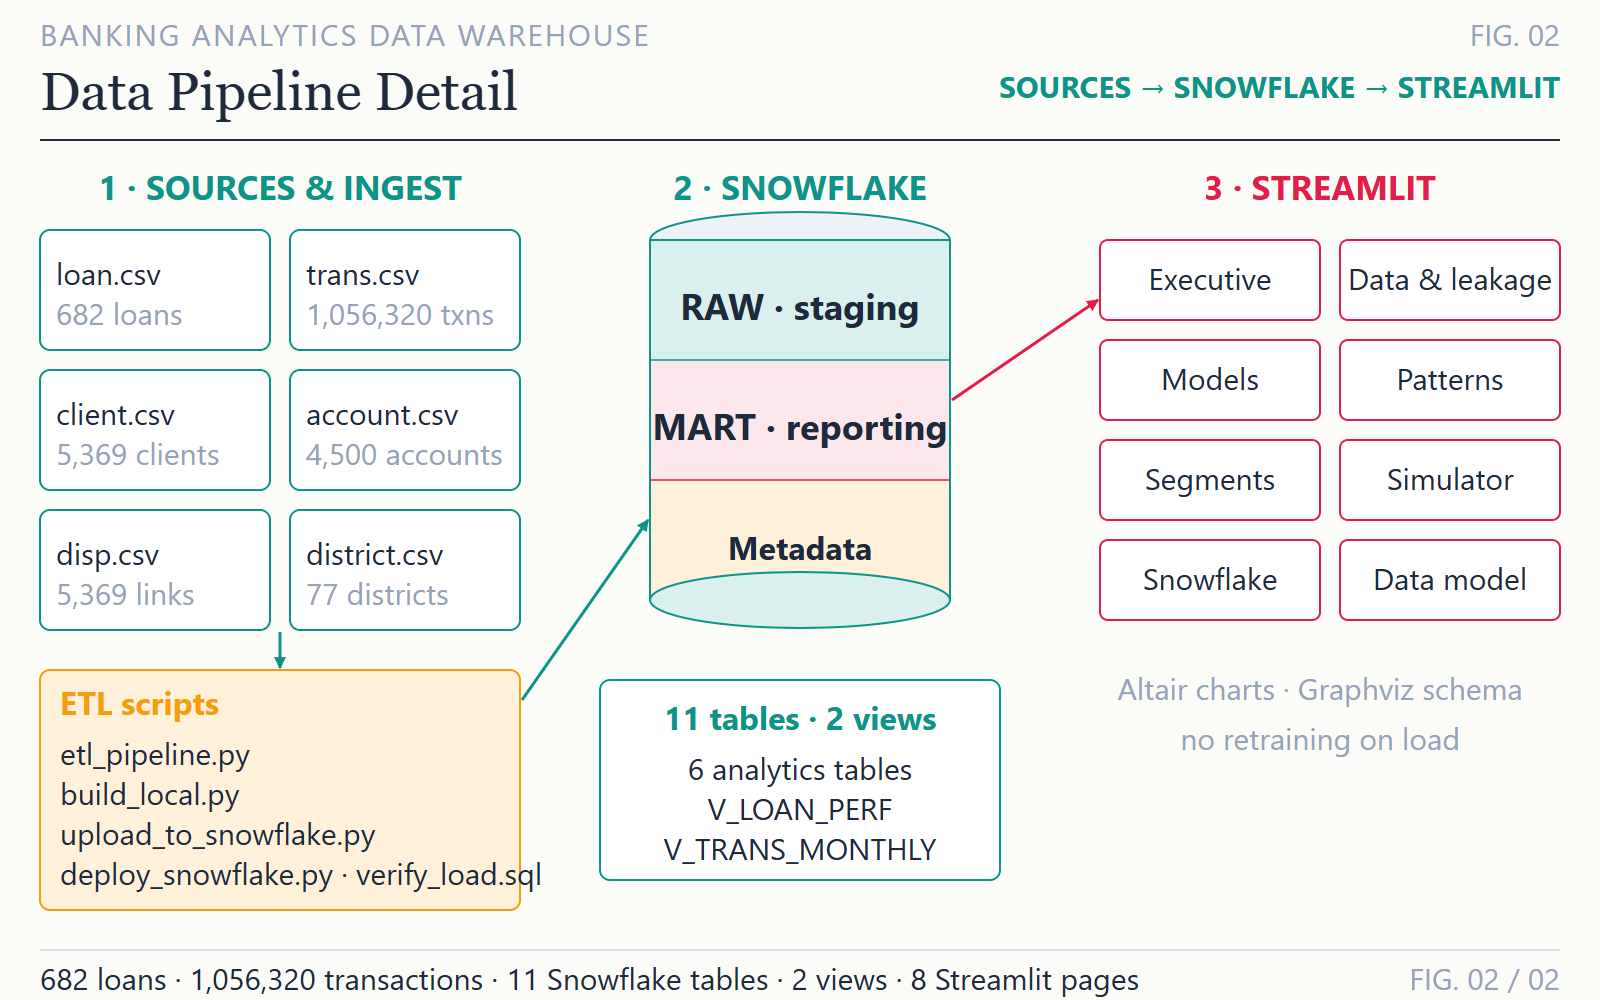 BANKING ANALYTICS DATA WAREHOUSE
FIG. 02
Data Pipeline Detail
SOURCES → SNOWFLAKE → STREAMLIT
1 · SOURCES & INGEST
loan.csv
682 loans
trans.csv
1,056,320 txns
client.csv
5,369 clients
account.csv
4,500 accounts
disp.csv
5,369 links
district.csv
77 districts
ETL scripts
etl_pipeline.py
build_local.py
upload_to_snowflake.py
deploy_snowflake.py · verify_load.sql
2 · SNOWFLAKE
RAW · staging
MART · reporting
Metadata
11 tables · 2 views
6 analytics tables
V_LOAN_PERF
V_TRANS_MONTHLY
3 · STREAMLIT
Executive
Data & leakage
Models
Patterns
Segments
Simulator
Snowflake
Data model
Altair charts · Graphviz schema
no retraining on load
682 loans · 1,056,320 transactions · 11 Snowflake tables · 2 views · 8 Streamlit pages
FIG. 02 / 02